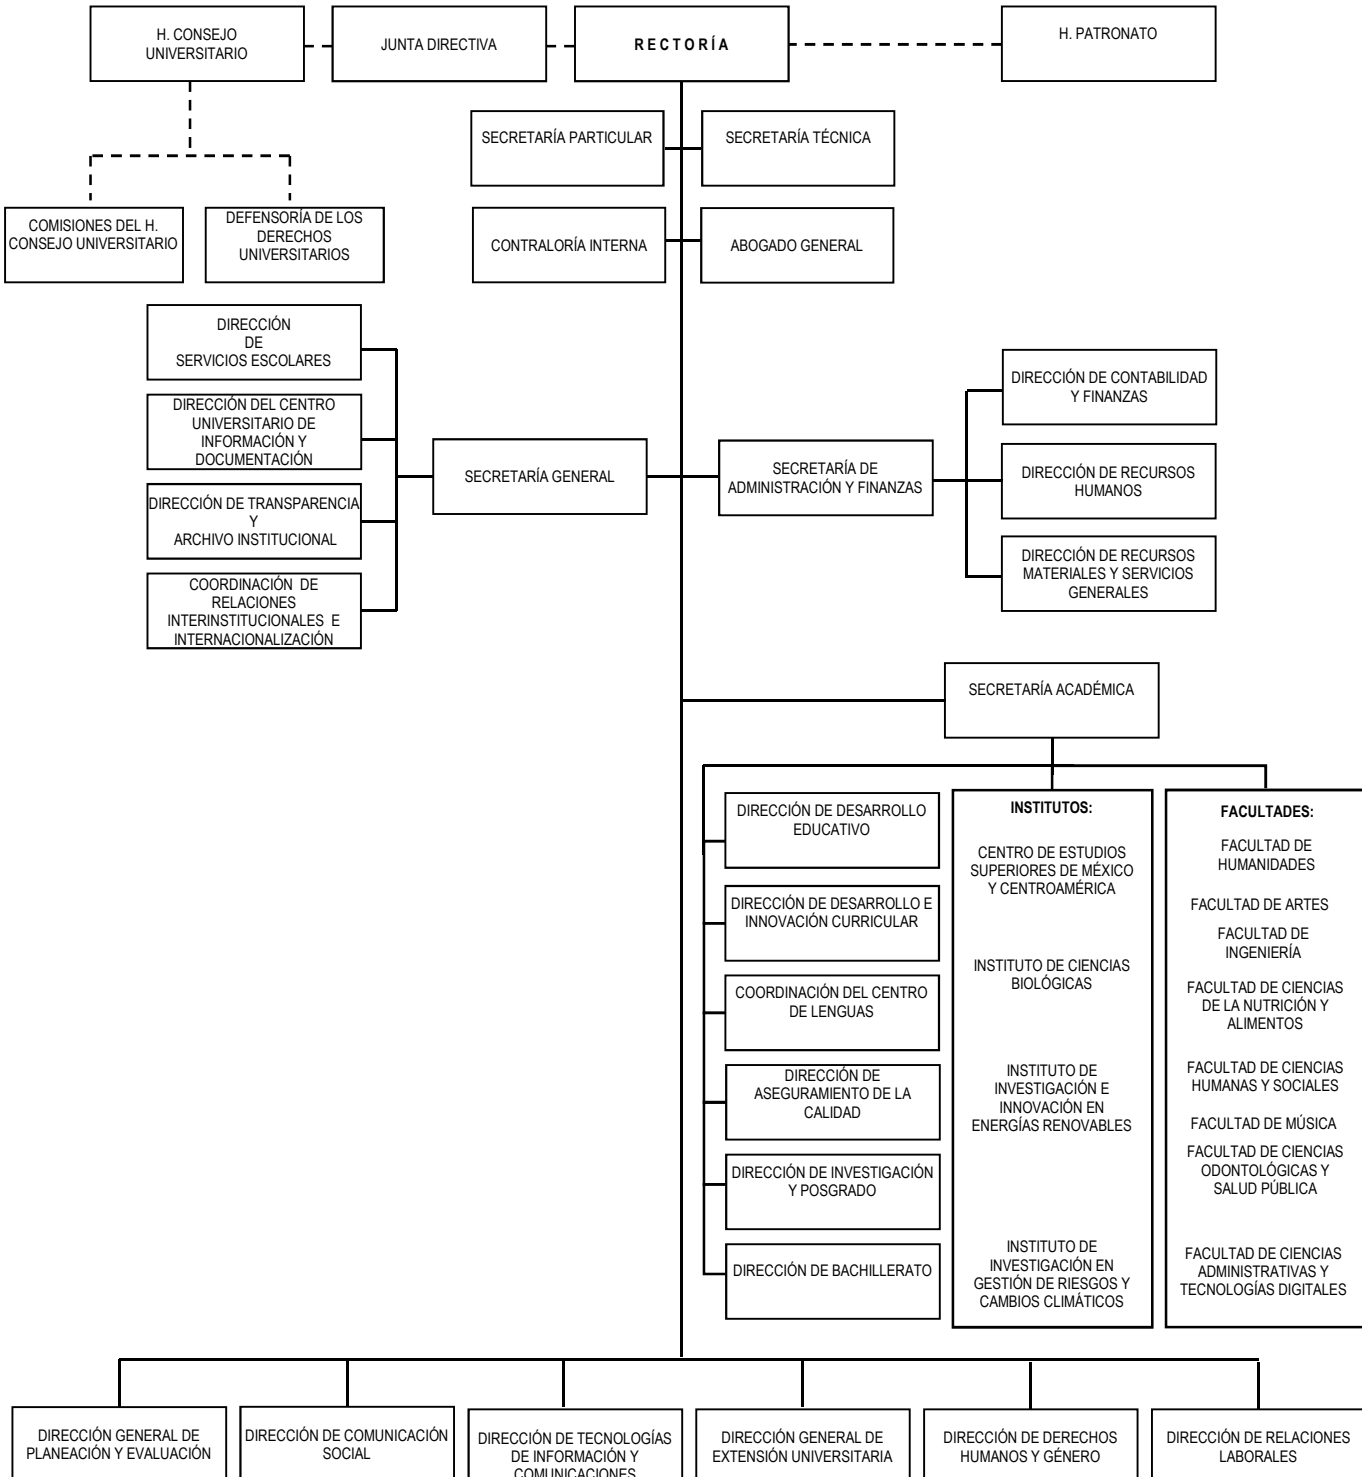 H. CONSEJO
UNIVERSITARIO
JUNTA DIRECTIVA
RECTORÍA
H. PATRONATO
SECRETARÍA PARTICULAR
SECRETARÍA TÉCNICA
COMISIONES DEL H.
CONSEJO UNIVERSITARIO
DEFENSORÍA DE LOS
DERECHOS
UNIVERSITARIOS
CONTRALORÍA INTERNA
ABOGADO GENERAL
DIRECCIÓN
DE
SERVICIOS ESCOLARES
DIRECCIÓN DEL CENTRO
UNIVERSITARIO DE
INFORMACIÓN Y
DOCUMENTACIÓN
DIRECCIÓN DE TRANSPARENCIA
Y
ARCHIVO INSTITUCIONAL
COORDINACIÓN DE
RELACIONES
INTERINSTITUCIONALES E
INTERNACIONALIZACIÓN
SECRETARÍA GENERAL
SECRETARÍA DE
ADMINISTRACIÓN Y FINANZAS
DIRECCIÓN DE CONTABILIDAD
Y FINANZAS
DIRECCIÓN DE RECURSOS
HUMANOS
DIRECCIÓN DE RECURSOS
MATERIALES Y SERVICIOS
GENERALES
SECRETARÍA ACADÉMICA
DIRECCIÓN DE DESARROLLO
EDUCATIVO
DIRECCIÓN DE DESARROLLO E
INNOVACIÓN CURRICULAR
COORDINACIÓN DEL CENTRO
DE LENGUAS
DIRECCIÓN DE
ASEGURAMIENTO DE LA
CALIDAD
DIRECCIÓN DE INVESTIGACIÓN
Y POSGRADO
DIRECCIÓN DE BACHILLERATO
INSTITUTOS:
CENTRO DE ESTUDIOS
SUPERIORES DE MÉXICO
Y CENTROAMÉRICA
INSTITUTO DE CIENCIAS
BIOLÓGICAS
INSTITUTO DE
INVESTIGACIÓN E
INNOVACIÓN EN
ENERGÍAS RENOVABLES
INSTITUTO DE
INVESTIGACIÓN EN
GESTIÓN DE RIESGOS Y
CAMBIOS CLIMÁTICOS
FACULTADES:
FACULTAD DE
HUMANIDADES
FACULTAD DE ARTES
FACULTAD DE
INGENIERÍA
FACULTAD DE CIENCIAS
DE LA NUTRICIÓN Y
ALIMENTOS
FACULTAD DE CIENCIAS
HUMANAS Y SOCIALES
FACULTAD DE MÚSICA
FACULTAD DE CIENCIAS
ODONTOLÓGICAS Y
SALUD PÚBLICA
FACULTAD DE CIENCIAS
ADMINISTRATIVAS Y
TECNOLOGÍAS DIGITALES
DIRECCIÓN GENERAL DE
PLANEACIÓN Y EVALUACIÓN
DIRECCIÓN DE COMUNICACIÓN
SOCIAL
DIRECCIÓN DE TECNOLOGÍAS
DE INFORMACIÓN Y
COMUNICACIONES
DIRECCIÓN GENERAL DE
EXTENSIÓN UNIVERSITARIA
DIRECCIÓN DE DERECHOS
HUMANOS Y GÉNERO
DIRECCIÓN DE RELACIONES
LABORALES